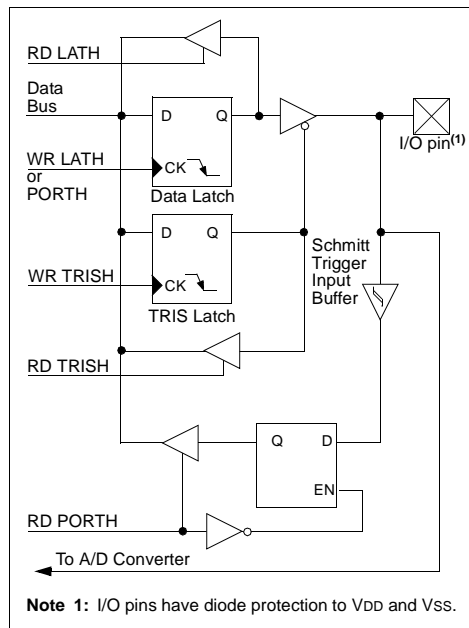 RD LATH
Data
Bus
D Q
I/O pin(1)
WR LATH
or
PORTH
CK
Data Latch
D Q
WR TRISH
CK
TRIS Latch
Schmitt
Trigger
Input
Buffer
RD TRISH
Q D
EN
RD PORTH
To A/D Converter
Note 1: I/O pins have diode protection to VDD and VSS.